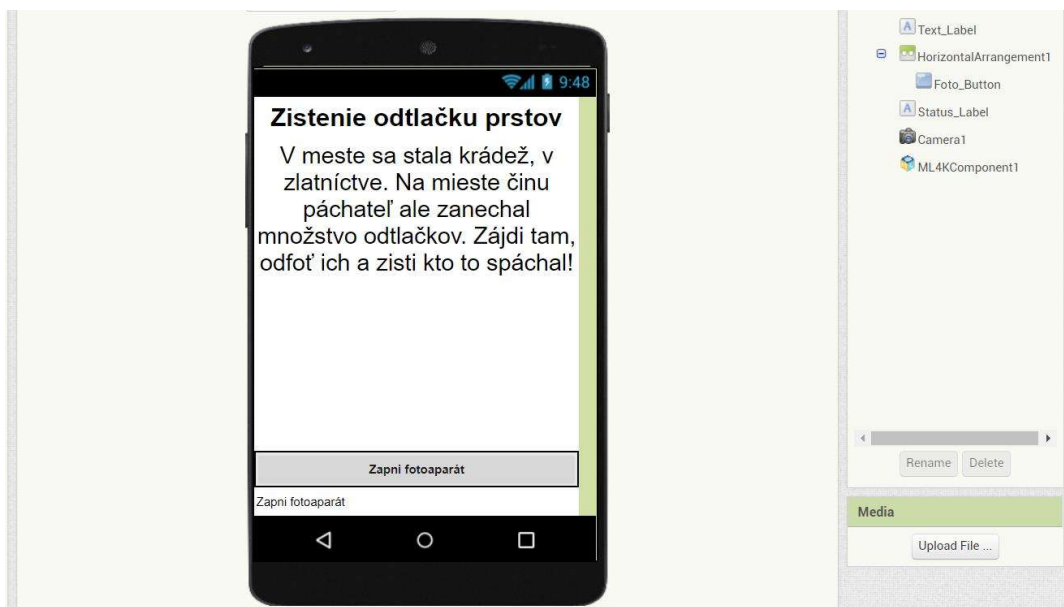 9:48
Zistenie odtlačku prstov
V meste sa stala krádež, v
zlatníctve. Na mieste činu
páchateľ ale zanechal
množstvo odtlačkov. Zájdi tam,
odfoť ich a zisti kto to spáchal!
Zapni fotoaparát
Zapni fotoaparát
Text_Label
HorizontalArrangement1
Foto_Button
Status_Label
Camera1
ML4KComponent1
Rename Delete
Media
Upload File ...